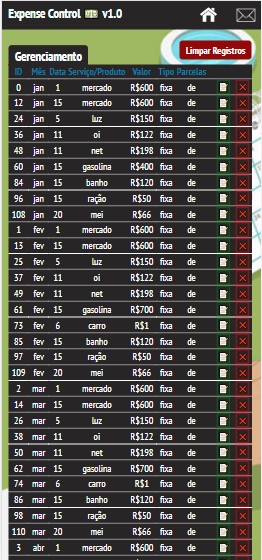 Expense Control v1.0
Limpar Registros
Gerenciamento
ID Mês Data Serviço/Produto Valor Tipo Parcelas
0 jan 1 mercado R$600 fixa de
12 jan 15 mercado R$600 fixa de
24 jan 5 luz R$150 fixa de
36 jan 11 oi R$122 fixa de
48 jan 11 net R$198 fixa de
60 jan 15 gasolina R$400 fixa de
84 jan 15 banho R$120 fixa de
96 jan 15 ração R$50 fixa de
108 jan 20 mei R$66 fixa de
1 fev 1 mercado R$600 fixa de
13 fev 15 mercado R$600 fixa de
25 fev 5 luz R$150 fixa de
37 fev 11 oi R$122 fixa de
49 fev 11 net R$198 fixa de
61 fev 15 gasolina R$700 fixa de
73 fev 6 carro R$1 fixa de
85 fev 15 banho R$120 fixa de
97 fev 15 ração R$50 fixa de
109 fev 20 mei R$66 fixa de
2 mar 1 mercado R$600 fixa de
14 mar 15 mercado R$600 fixa de
26 mar 5 luz R$150 fixa de
38 mar 11 oi R$122 fixa de
50 mar 11 net R$198 fixa de
62 mar 15 gasolina R$700 fixa de
74 mar 6 carro R$1 fixa de
86 mar 15 banho R$120 fixa de
98 mar 15 ração R$50 fixa de
110 mar 20 mei R$66 fixa de
3 abr 1 mercado R$600 fixa de